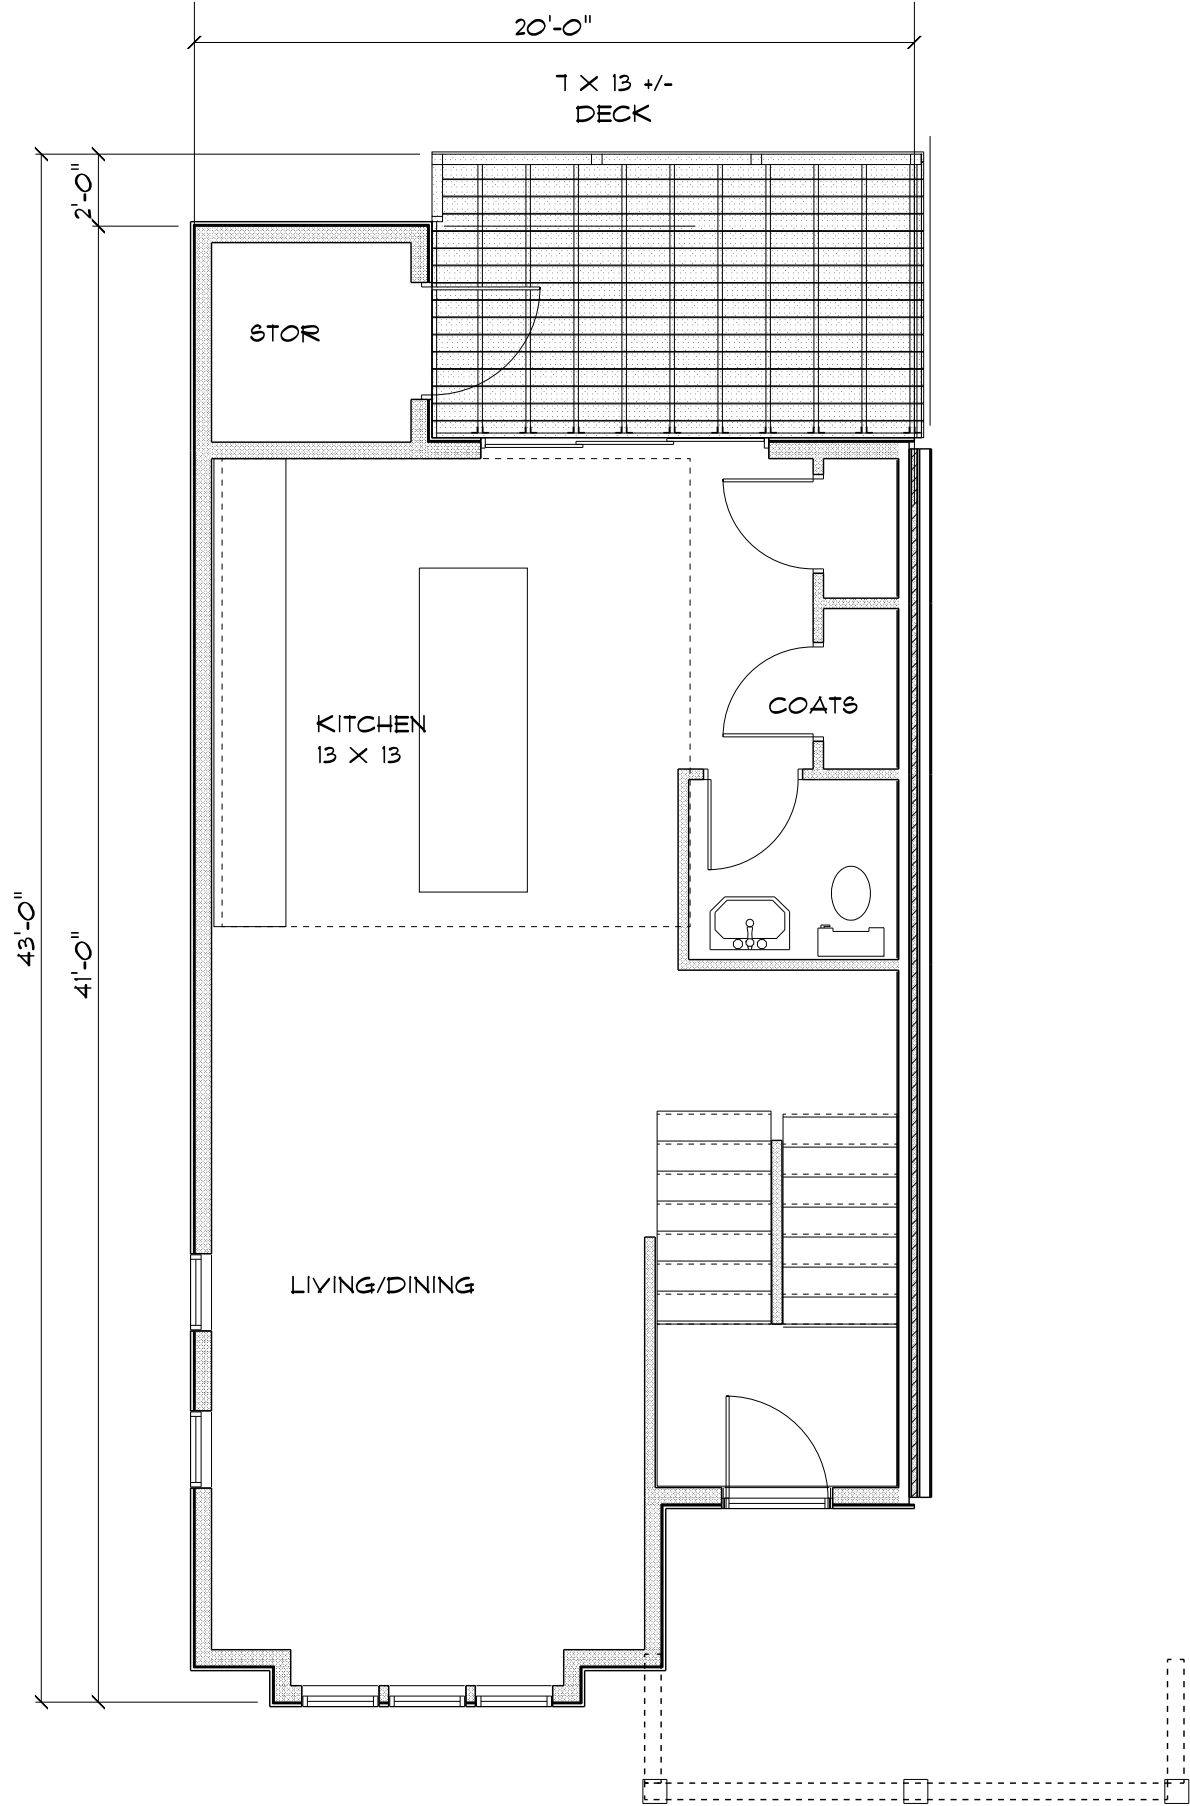 20'-0"
7 X 13 +/-
DECK
2'-0"
STOR
KITCHEN
13 X 13
COATS
43'-0"
41'-0"
LIVING/DINING